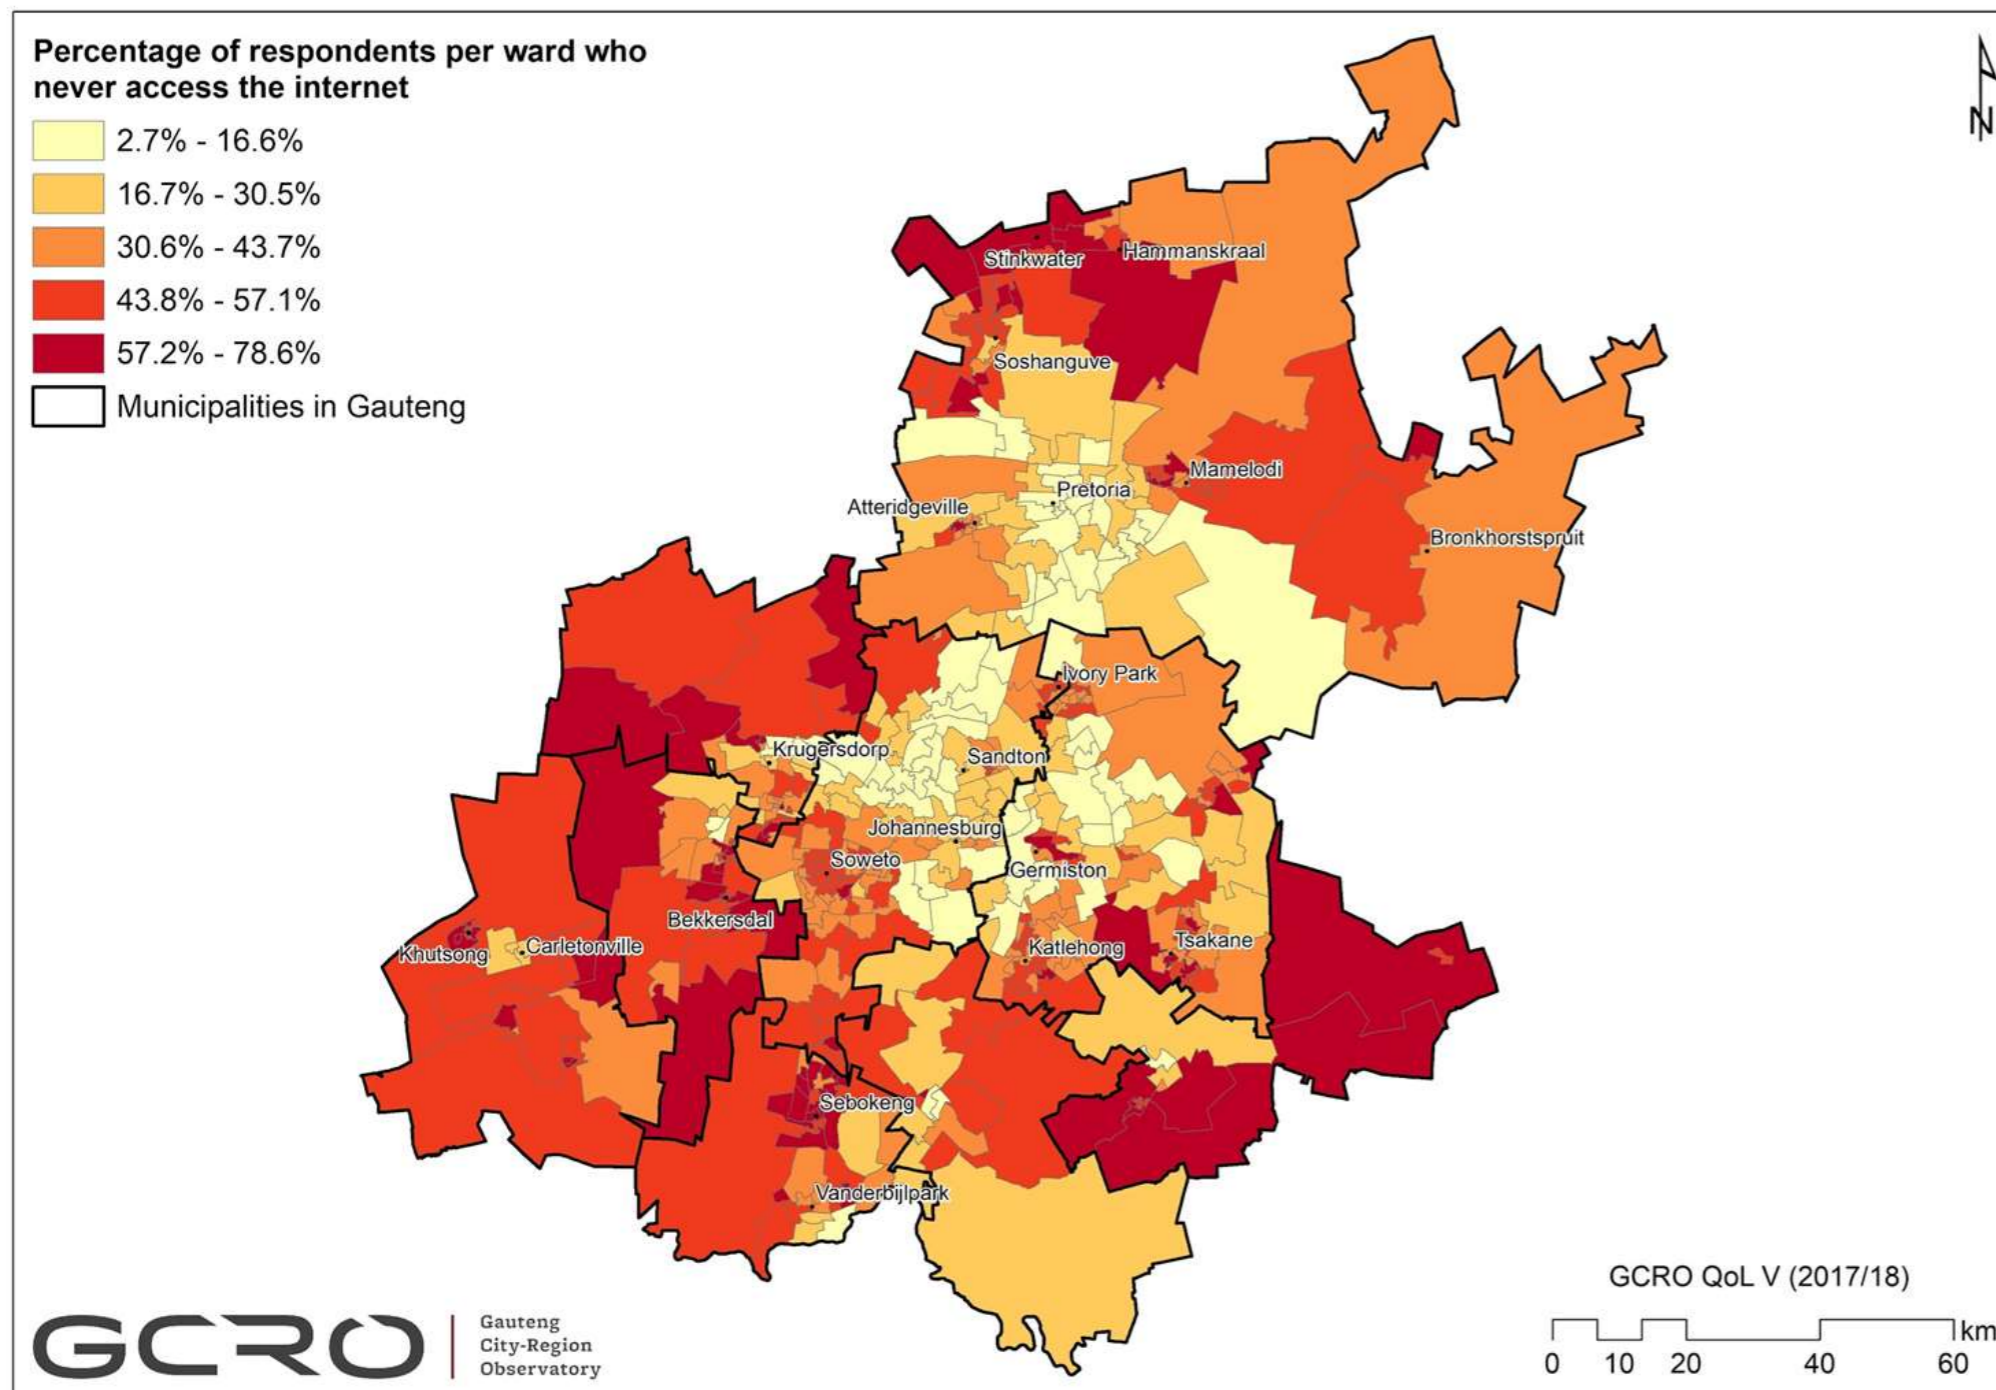 Percentage of respondents per ward who
never access the internet
2.7% - 16.6%
16.7% - 30.5%
30.6% - 43.7%
43.8% - 57.1%
57.2% - 78.6%
Municipalities in Gauteng
N
Stinkwater
Hammanskraal
Soshanguve
Mamelodi
Pretoria
Atteridgeville
Bronkhorstspruit
Ivory Park
Krugersdorp
Sandton
Johannesburg
Soweto
Germiston
Bekkersdal
Khutsong
Carletonville
Katlehong
Tsakane
Sebokeng
Vanderbijlpark
GCRO QoL V (2017/18)
km
0 10 20 40 60
GCRO
Gauteng
City-Region
Observatory